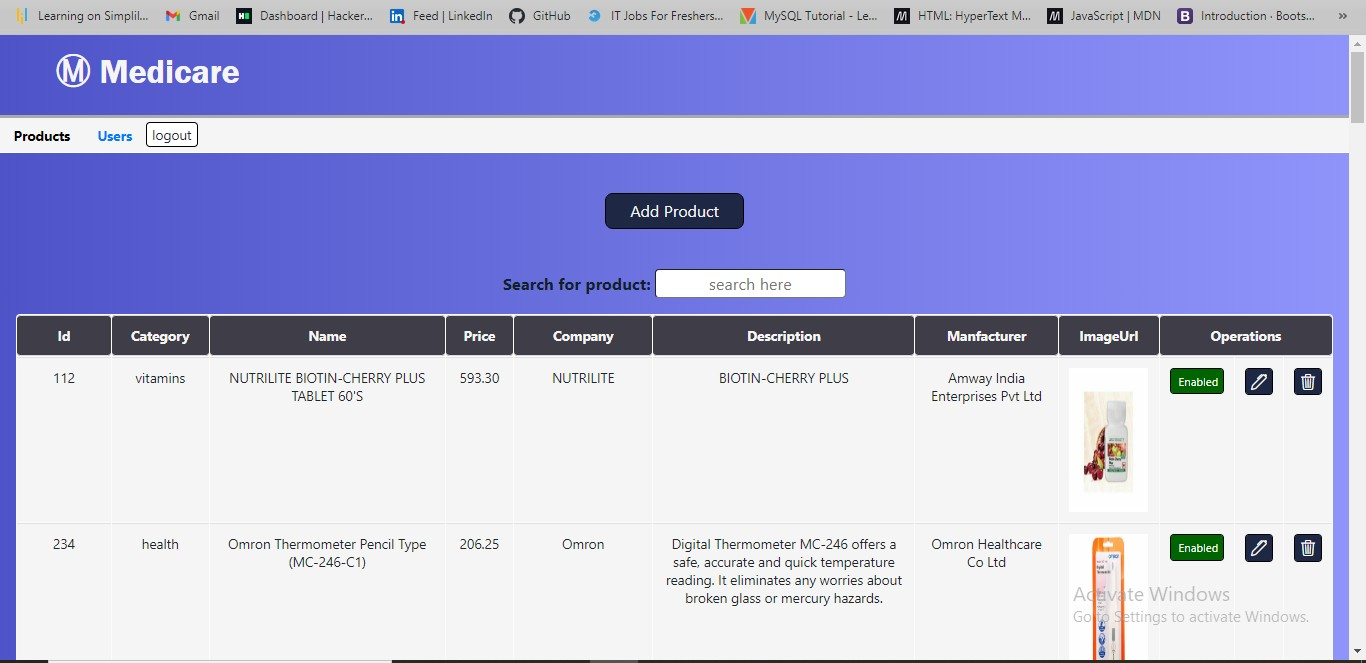 Learning on Simplil... Gmail Dashboard | Hacker... Feed | LinkedIn GitHub IT Jobs For Freshers... MySQL Tutorial - Le... HTML: HyperText M... JavaScript | MDN Introduction · Boots... »
M Medicare
Products Users logout
Add Product
Search for product: search here
Id Category Name Price Company Description Manfacturer ImageUrl Operations
112 vitamins NUTRILITE BIOTIN-CHERRY PLUS 593.30 NUTRILITE BIOTIN-CHERRY PLUS Amway India Enabled
TABLET 60'S Enterprises Pvt Ltd
234 health Omron Thermometer Pencil Type 206.25 Omron Digital Thermometer MC-246 offers a Omron Healthcare Enabled
(MC-246-C1) safe, accurate and quick temperature Co Ltd
reading. It eliminates any worries about
broken glass or mercury hazards.
Activate Windows
Go to Settings to activate Windows.